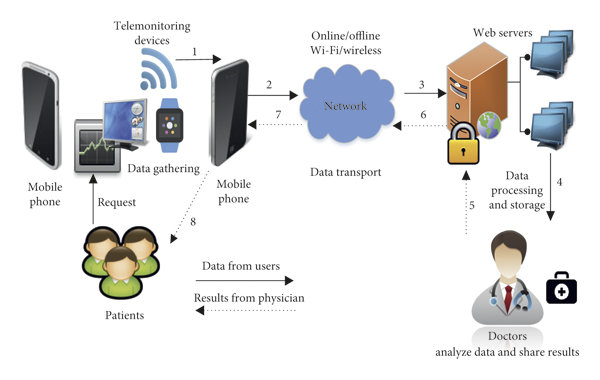 Telemonitoring
devices
1
Online/offline
Wi-Fi/wireless
Web servers
2
Network
3
7
6
Data gathering
Mobile
phone
Mobile
phone
Data transport
Data
processing
and storage
4
Request
8
5
Data from users
Results from physician
Patients
Doctors
analyze data and share results